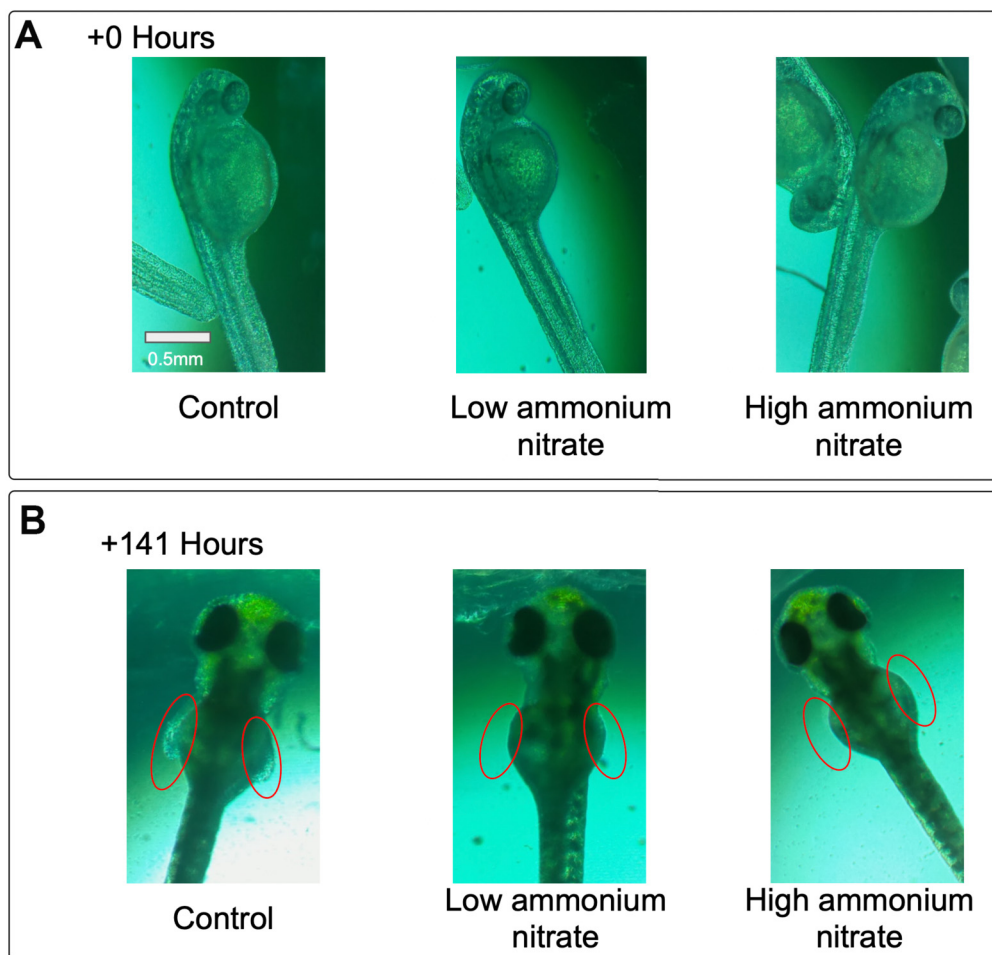 A
+0 Hours
0.5mm
Control
Low ammonium
nitrate
High ammonium
nitrate
B
+141 Hours
Control
Low ammonium
nitrate
High ammonium
nitrate